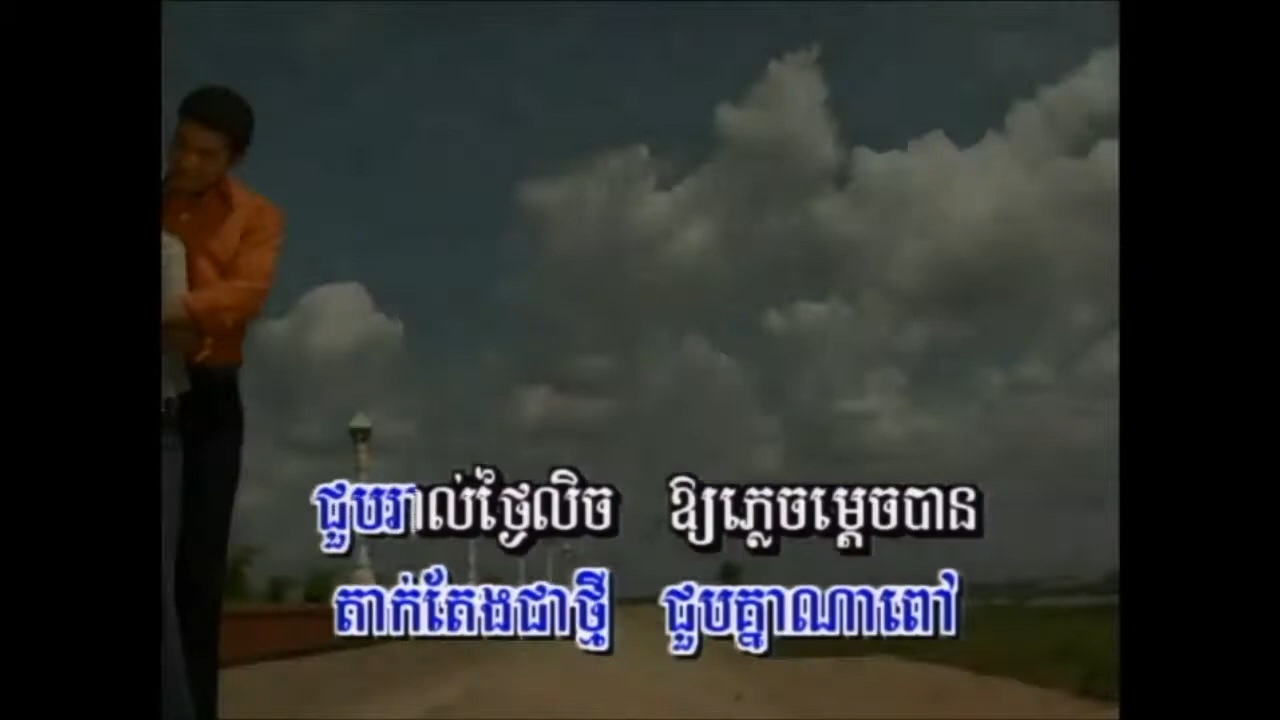 ជួបរាល់ថ្ងៃលិច ឱ្យភ្លេចម្ដេចបាន
តាក់តែងជាថ្មី ជួបគ្នាណាពៅ